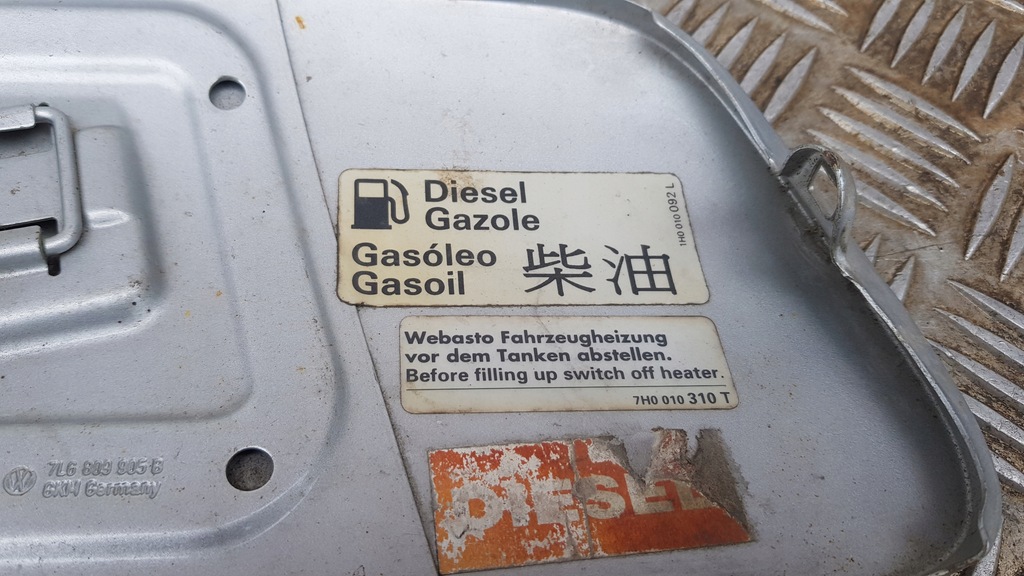 Diesel
Gazole
Gasóleo
Gasoil
柴油
1H0 010 092 L
Webasto Fahrzeugheizung
vor dem Tanken abstellen.
Before filling up switch off heater.
7H0 010 310 T
DIESEL
7L6 809 905 B
GX14 Germany